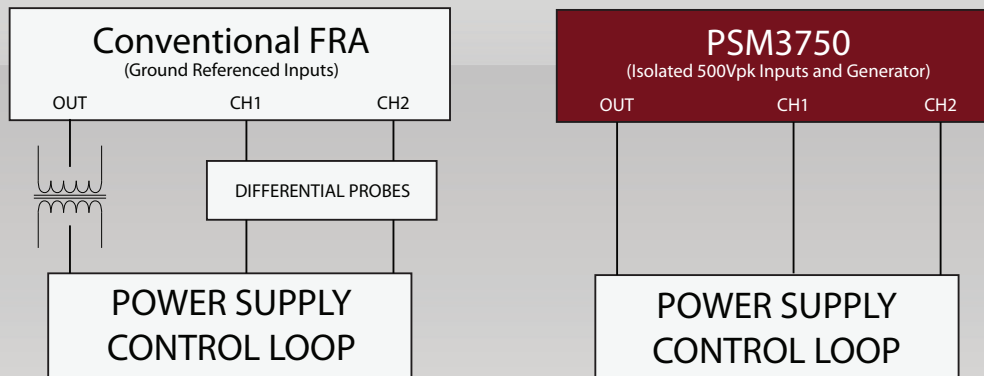 Conventional FRA
(Ground Referenced Inputs)
OUT CH1 CH2
DIFFERENTIAL PROBES
POWER SUPPLY
CONTROL LOOP
PSM3750
(Isolated 500Vpk Inputs and Generator)
OUT CH1 CH2
POWER SUPPLY
CONTROL LOOP